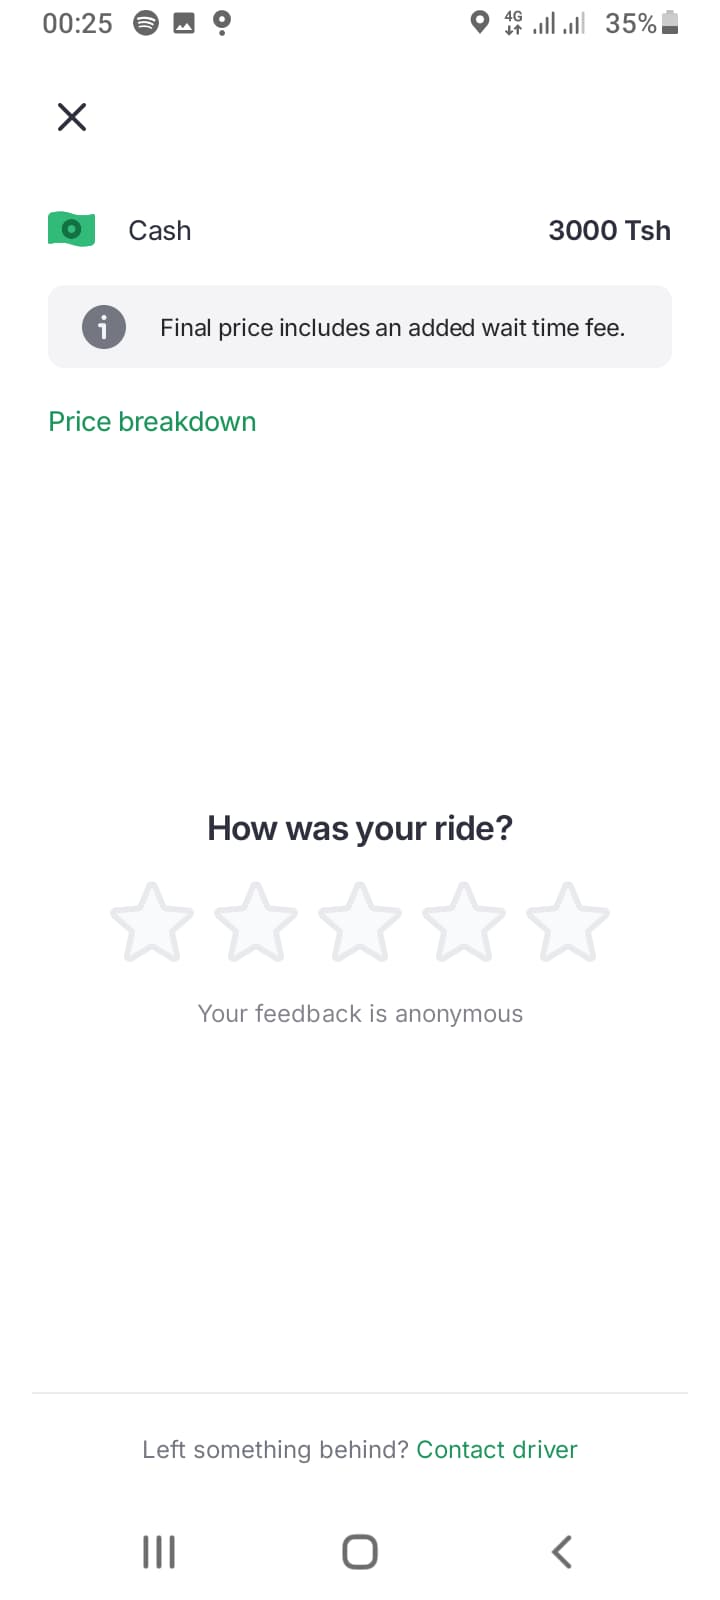 00:25
4G
35%
Cash
3000 Tsh
Final price includes an added wait time fee.
Price breakdown
How was your ride?
Your feedback is anonymous
Left something behind? Contact driver